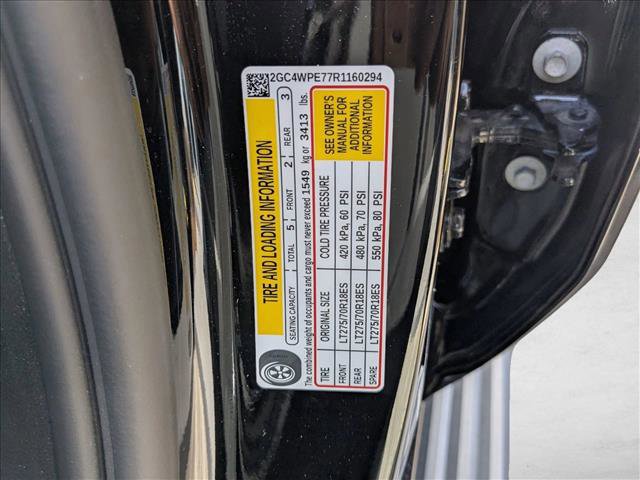 2GC4WPE77R1160294
TIRE AND LOADING INFORMATION
SEATING CAPACITY TOTAL 5 FRONT 2 REAR 3
The combined weight of occupants and cargo must never exceed 1549 kg or 3413 lbs.
TIRE ORIGINAL SIZE COLD TIRE PRESSURE
FRONT LT275/70R18ES 420 kPa, 60 PSI
REAR LT275/70R18ES 480 kPa, 70 PSI
SPARE LT275/70R18ES 550 kPa, 80 PSI
SEE OWNER'S
MANUAL FOR
ADDITIONAL
INFORMATION